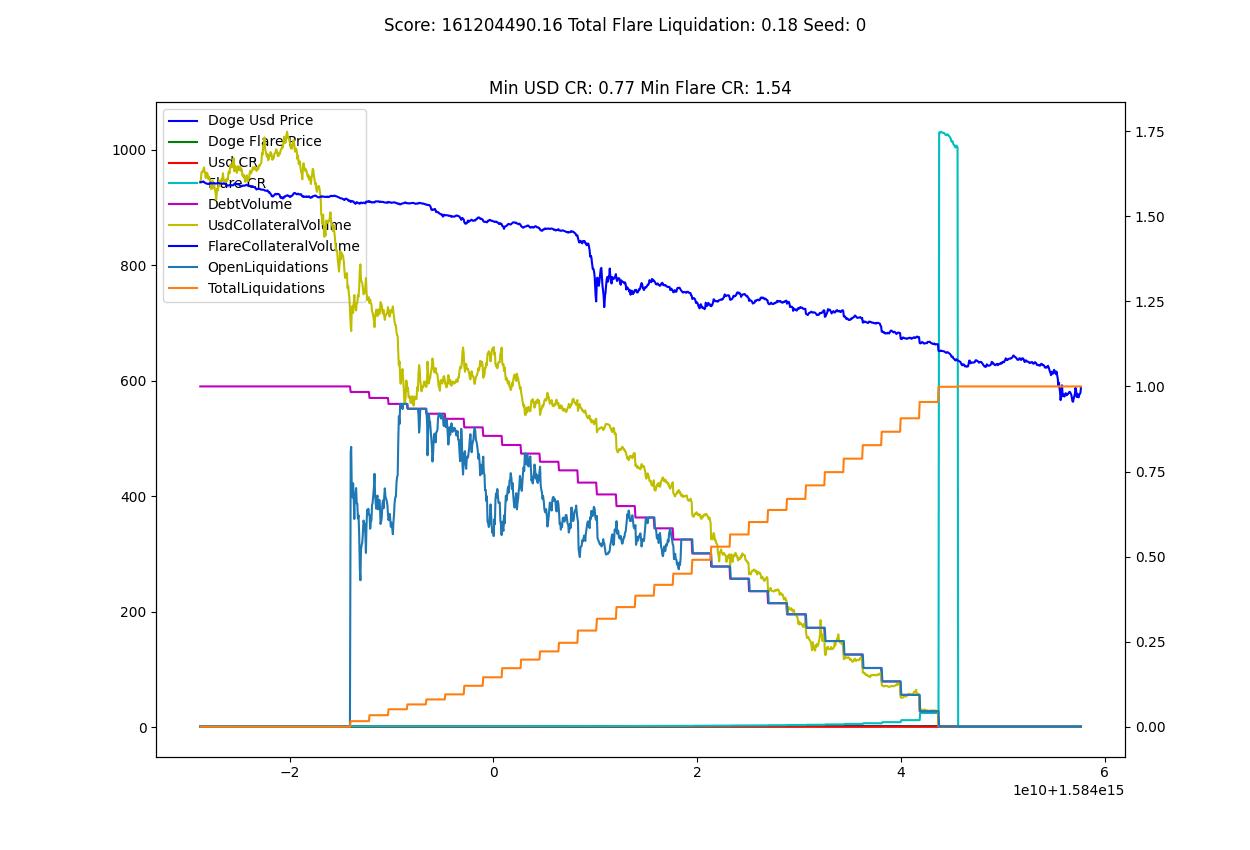 Score: 161204490.16 Total Flare Liquidation: 0.18 Seed: 0
Min USD CR: 0.77 Min Flare CR: 1.54
Doge Usd Price
Doge Flare Price
Usd CR
Flare CR
DebtVolume
UsdCollateralVolume
FlareCollateralVolume
OpenLiquidations
TotalLiquidations
1000
800
600
400
200
0
1.75
1.50
1.25
1.00
0.75
0.50
0.25
0.00
−2
0
2
4
6
1e10+1.584e15